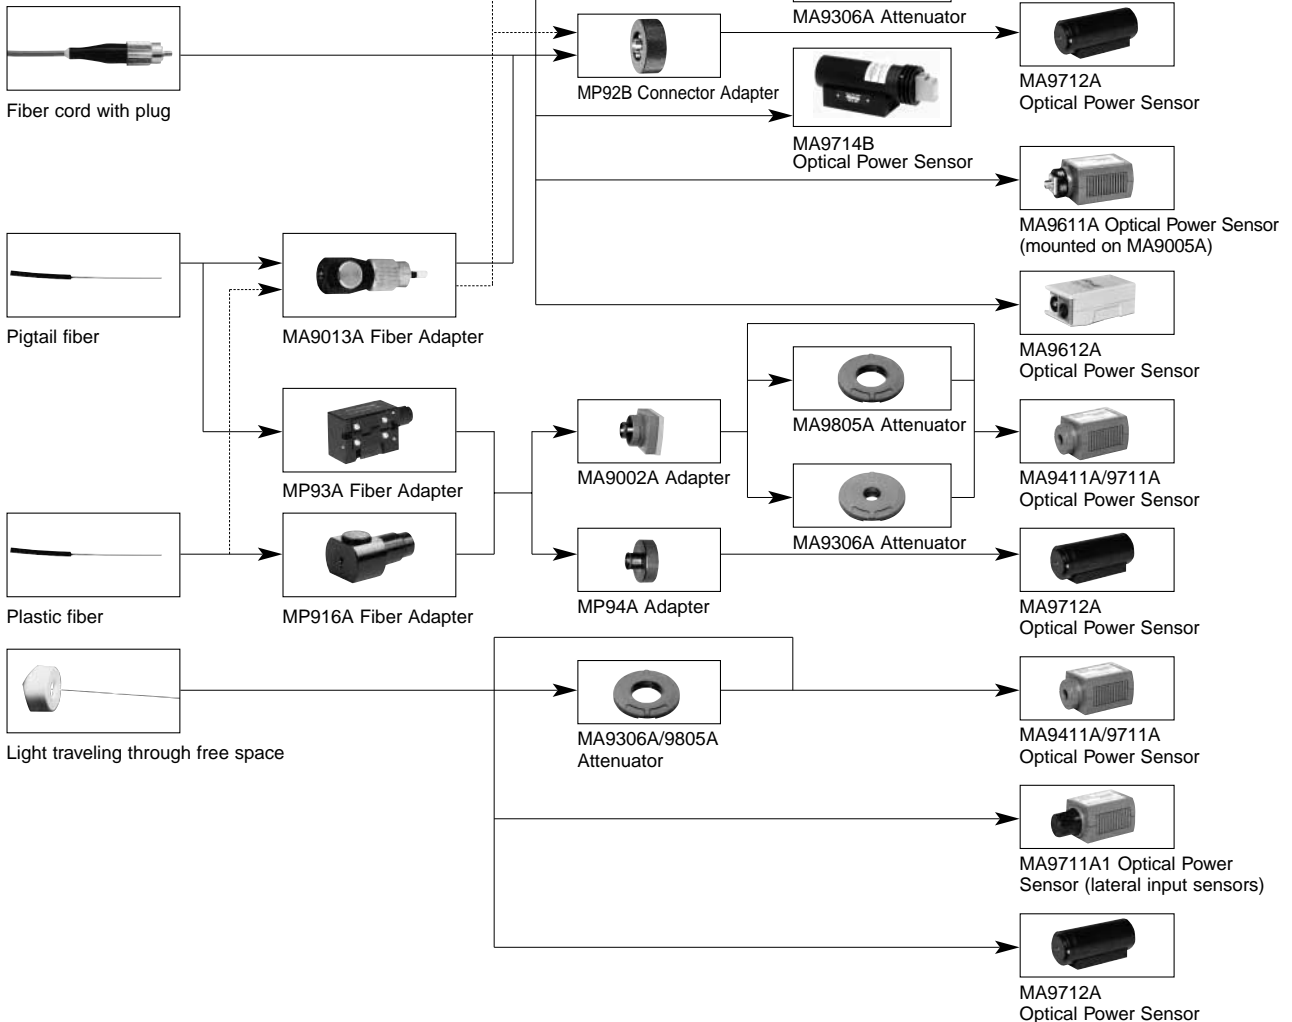 MA9306A Attenuator
MA9712A
Optical Power Sensor
Fiber cord with plug
MP92B Connector Adapter
MA9714B
Optical Power Sensor
MA9611A Optical Power Sensor
(mounted on MA9005A)
Pigtail fiber
MA9013A Fiber Adapter
MA9612A
Optical Power Sensor
MA9805A Attenuator
MP93A Fiber Adapter
MA9002A Adapter
MA9411A/9711A
Optical Power Sensor
MA9306A Attenuator
Plastic fiber
MP916A Fiber Adapter
MP94A Adapter
MA9712A
Optical Power Sensor
Light traveling through free space
MA9306A/9805A
Attenuator
MA9411A/9711A
Optical Power Sensor
MA9711A1 Optical Power
Sensor (lateral input sensors)
MA9712A
Optical Power Sensor